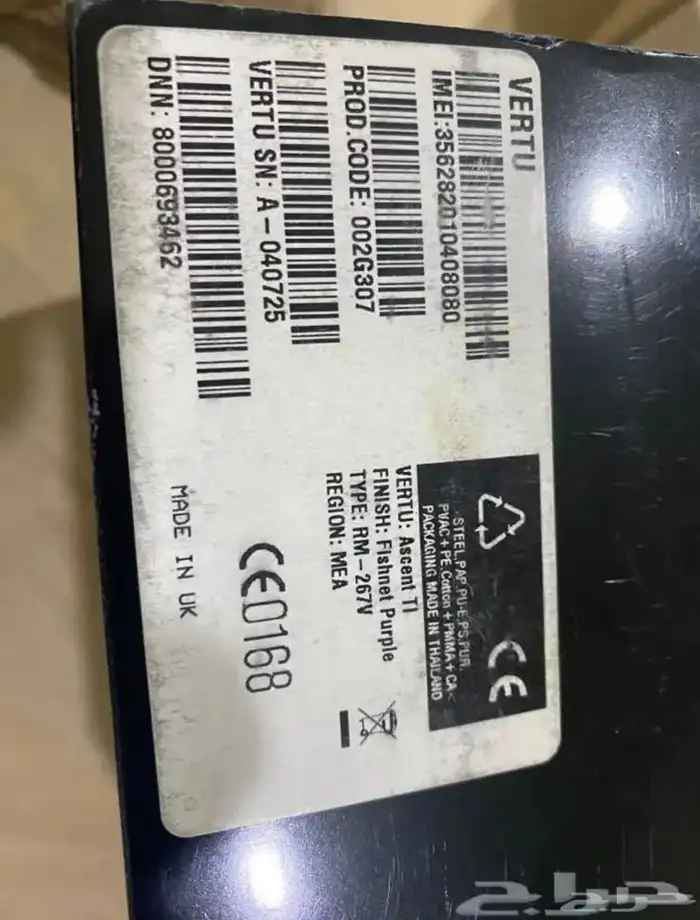 VERTU
IMEI:356282010408080
PROD.CODE: 002G307
VERTU SN: A-040725
DNN: 8000693462
STEEL,PAP,PU-E,PS,PUR,
PVAC+PE,Cotton+PMMA+CA<
PACKAGING MADE IN THAILAND
VERTU: Ascent TI
FINISH: Fishnet Purple
TYPE: RM-267V
REGION: MEA
CE0168
MADE IN UK
CE
حراج